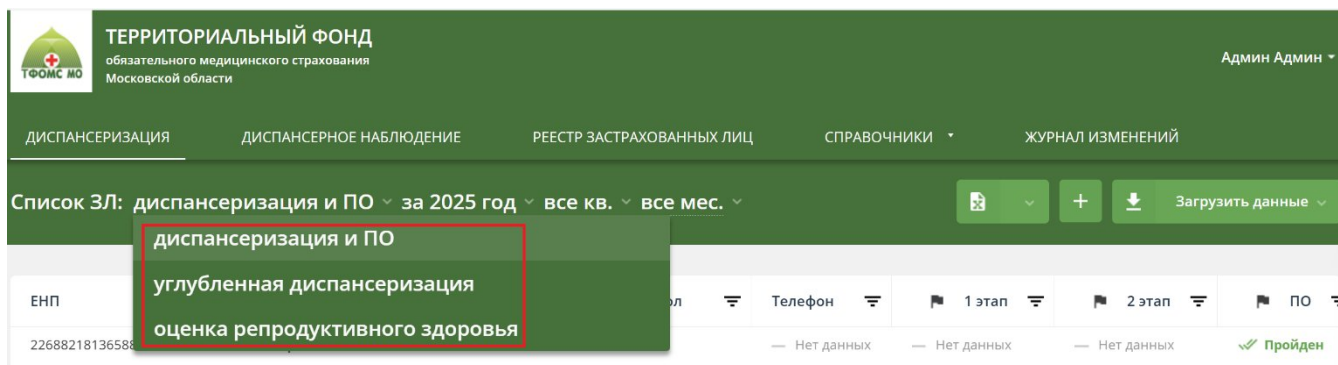 ТЕРРИТОРИАЛЬНЫЙ ФОНД
обязательного медицинского страхования
Московской области
ТФОМС МО
Админ Админ
ДИСПАНСЕРИЗАЦИЯ ДИСПАНСЕРНОЕ НАБЛЮДЕНИЕ РЕЕСТР ЗАСТРАХОВАННЫХ ЛИЦ СПРАВОЧНИКИ ЖУРНАЛ ИЗМЕНЕНИЙ
Список ЗЛ: диспансеризация и ПО за 2025 год все кв. все мес. Загрузить данные
диспансеризация и ПО
углубленная диспансеризация
оценка репродуктивного здоровья
ЕНП Телефон 1 этап 2 этап ПО
2268821813658 — Нет данных — Нет данных — Нет данных Пройден